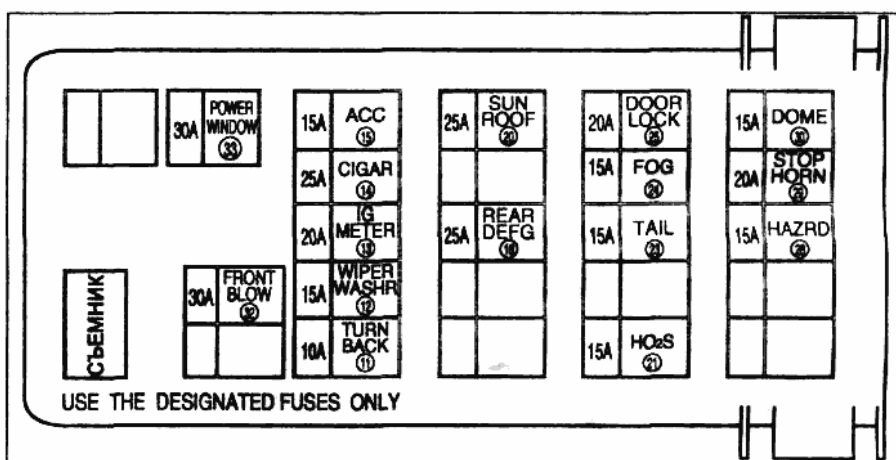 30A POWER WINDOW 33
15A ACC 15
25A CIGAR 14
20A IG METER 13
15A WIPER WASHR 12
10A TURN BACK 11
25A SUN ROOF 20
25A REAR DEFG
20A DOOR LOCK 25
15A FOG 24
15A TAIL 23
15A HO2S 21
15A DOME 30
20A STOP HORN
15A HAZRD
30A FRONT BLOW 32
СЪЕМНИК
USE THE DESIGNATED FUSES ONLY